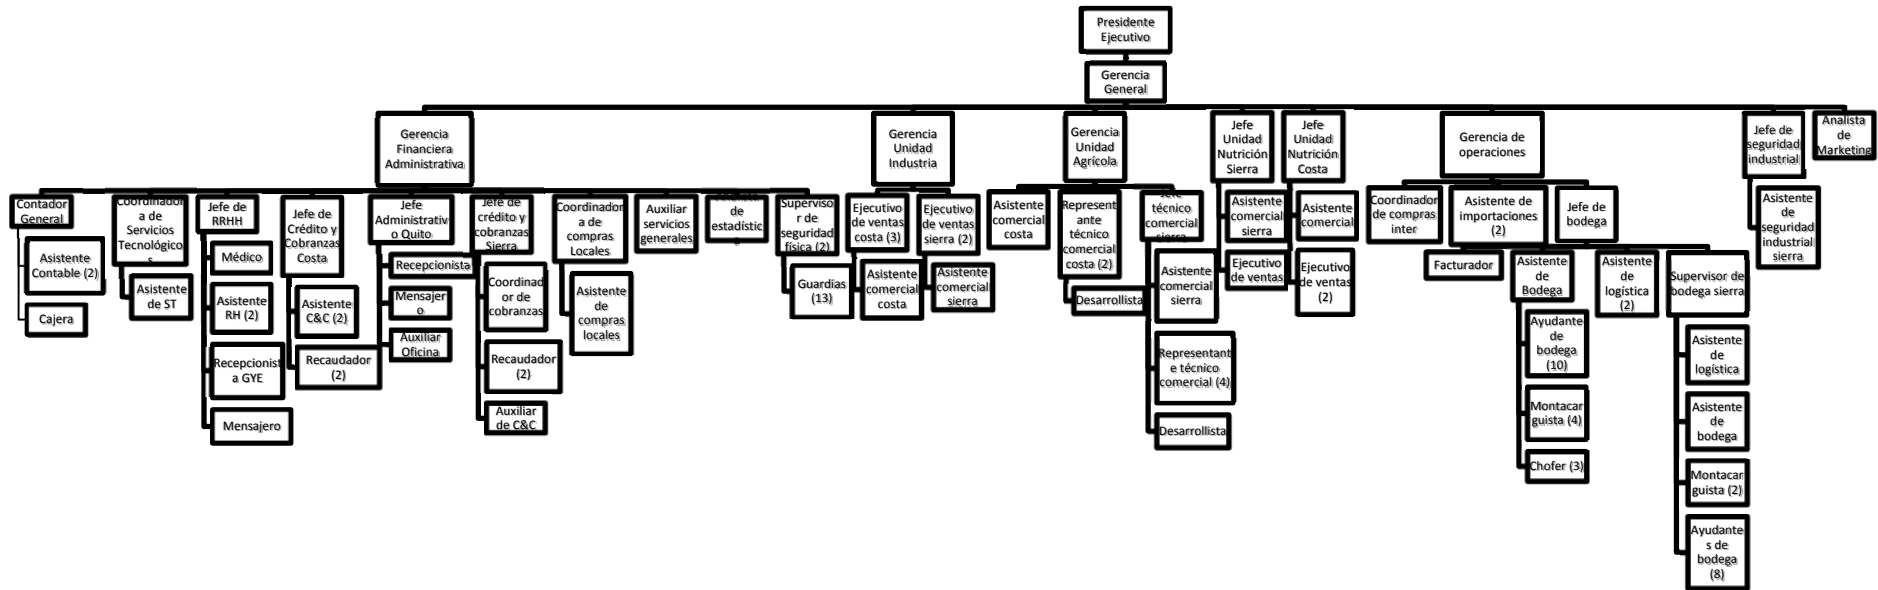 Presidente
Ejecutivo
Gerencia
General
Gerencia
Financiera
Administrativa
Gerencia
Unidad
Industria
Gerencia
Unidad
Agrícola
Jefe
Unidad
Nutrición
Sierra
Jefe
Unidad
Nutrición
Costa
Gerencia de
operaciones
Jefe de
seguridad
industrial
Analista
de
Marketing
Contador
General
Asistente
Contable (2)
Cajera
Coordinador
a de
Servicios
Tecnológico
s
Asistente
de ST
Jefe de
RRHH
Médico
Asistente
RH (2)
Recepcionist
a GYE
Mensajero
Jefe de
Crédito y
Cobranzas
Costa
Asistente
C&C (2)
Recaudador
(2)
Jefe
Administrativ
o Quito
Recepcionista
Mensajer
o
Auxiliar
Oficina
Jefe de
crédito y
cobranzas
Sierra
Coordinad
or de
cobranzas
Recaudador
(2)
Auxiliar
de C&C
Coordinador
a de
compras
Locales
Asistente
de
compras
locales
Auxiliar
servicios
generales
de
estadístic
Superviso
r de
seguridad
física (2)
Guardias
(13)
Ejecutivo
de ventas
costa (3)
Asistente
comercial
costa
Ejecutivo
de ventas
sierra (2)
Asistente
comercial
sierra
Asistente
comercial
costa
Represent
ante
técnico
comercial
costa (2)
Desarrollista
Jefe
técnico
comercial
sierra
Asistente
comercial
sierra
Representant
e técnico
comercial (4)
Desarrollista
Asistente
comercial
sierra
Ejecutivo
de ventas
Asistente
comercial
Ejecutivo
de ventas
(2)
Coordinador
de compras
inter
Asistente de
importaciones
(2)
Jefe de
bodega
Facturador
Asistente
de
Bodega
Ayudante
de
bodega
(10)
Montacar
guista (4)
Chofer (3)
Asistente
de
logística
(2)
Supervisor de
bodega sierra
Asistente
de
logística
Asistente
de
bodega
Montacar
guista (2)
Ayudante
s de
bodega
(8)
Asistente
de
seguridad
industrial
sierra